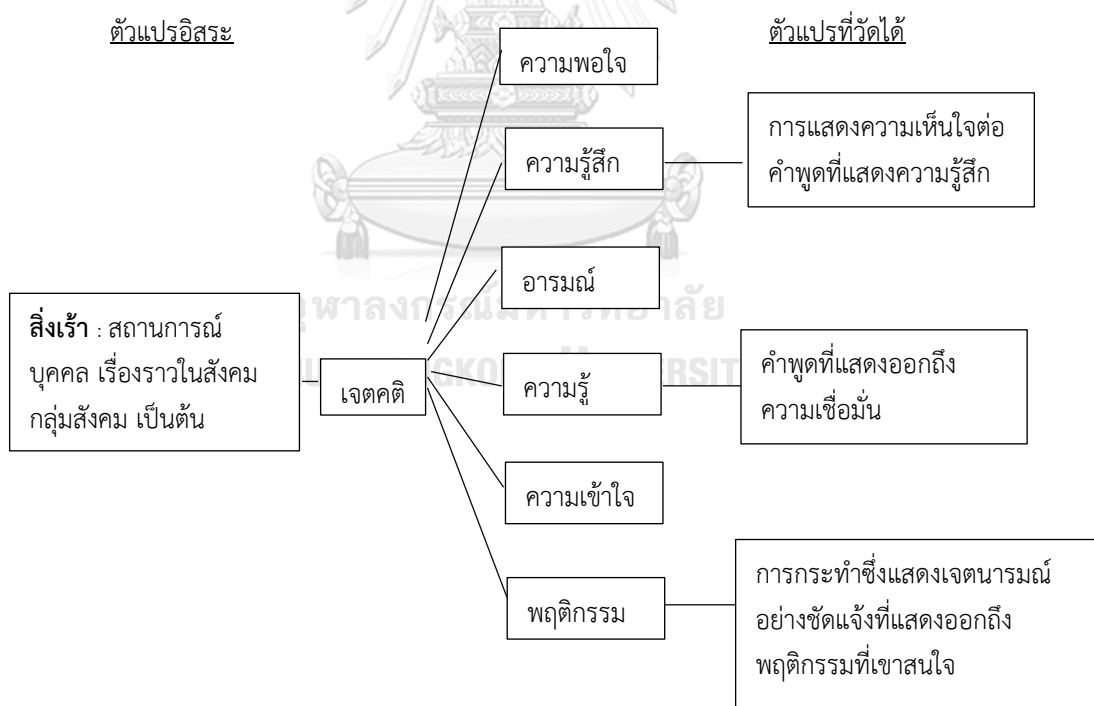 ตัวแปรอิสระ
ตัวแปรที่วัดได้
ความพอใจ
การแสดงความเห็นใจต่อ
คำพูดที่แสดงความรู้สึก
ความรู้สึก
อารมณ์
สิ่งเร้า : สถานการณ์
บุคคล เรื่องราวในสังคม
กลุ่มสังคม เป็นต้น
เจตคติ
ความรู้
คำพูดที่แสดงออกถึง
ความเชื่อมั่น
ความเข้าใจ
พฤติกรรม
การกระทำซึ่งแสดงเจตนารมณ์
อย่างชัดแจ้งที่แสดงออกถึง
พฤติกรรมที่เขาสนใจ